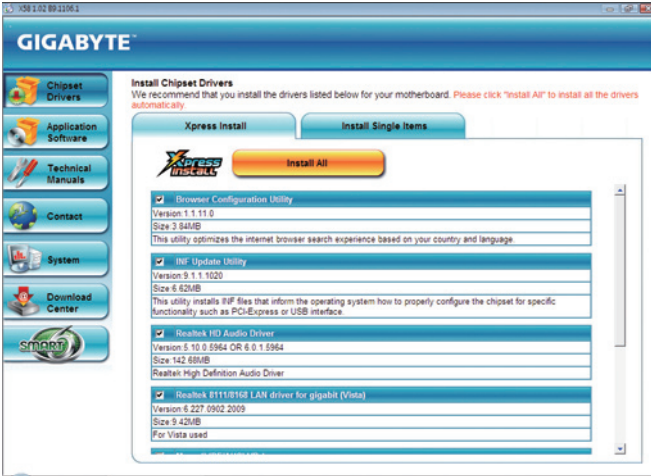 X58 1.02 B9.1106.1
GIGABYTE™
Chipset
Drivers
Application
Software
Technical
Manuals
Contact
System
Download
Center
SMART
Install Chipset Drivers
We recommend that you install the drivers listed below for your motherboard. Please click "Install All" to install all the drivers
automatically.
Xpress Install
Install Single Items
Xpress
INSTALL
Install All
Browser Configuration Utility
Version:1.1.11.0
Size:3.84MB
This utility optimizes the internet browser search experience based on your country and language.
INF Update Utility
Version:9.1.1.1020
Size:6.62MB
This utility installs INF files that inform the operating system how to properly configure the chipset for specific
functionality such as PCI-Express or USB interface.
Realtek HD Audio Driver
Version:5.10.0.5964 OR 6.0.1.5964
Size:142.68MB
Realtek High Definition Audio Driver
Realtek 8111/8168 LAN driver for gigabit (Vista)
Version:6.227.0902.2009
Size:9.42MB
For Vista used